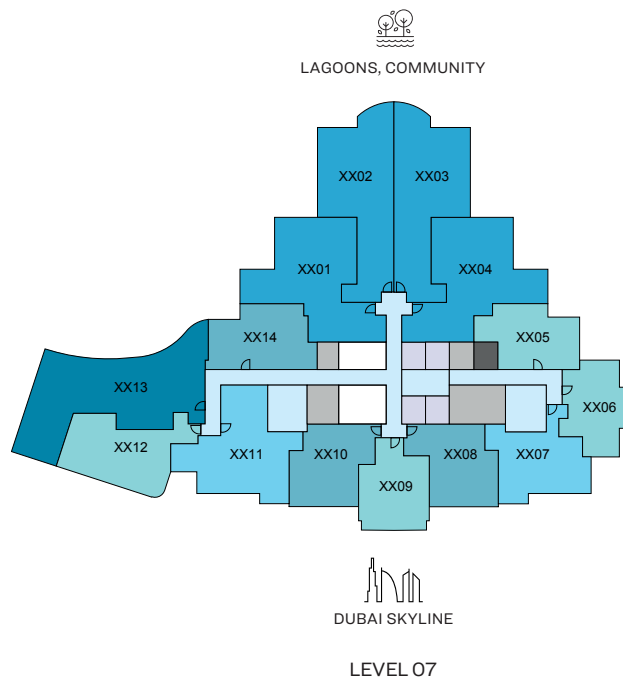 LAGOONS, COMMUNITY
XX02
XX03
XX01
XX04
XX14
XX05
XX13
XX06
XX12
XX11
XX10
XX08
XX07
XX09
DUBAI SKYLINE
LEVEL 07